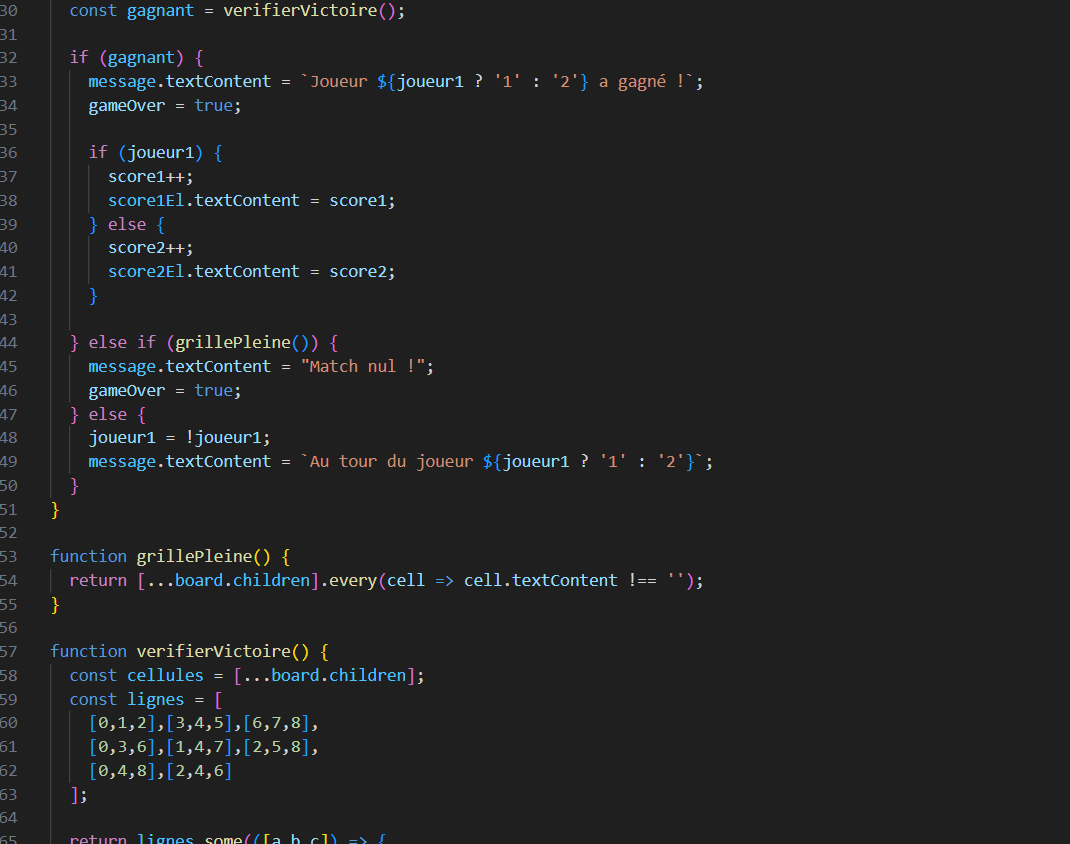 30 const gagnant = verifierVictoire();
31
32 if (gagnant) {
33 message.textContent = `Joueur ${joueur1 ? '1' : '2'} a gagné !`;
34 gameOver = true;
35
36 if (joueur1) {
37 score1++;
38 score1El.textContent = score1;
39 } else {
40 score2++;
41 score2El.textContent = score2;
42 }
43
44 } else if (grillePleine()) {
45 message.textContent = "Match nul !";
46 gameOver = true;
47 } else {
48 joueur1 = !joueur1;
49 message.textContent = `Au tour du joueur ${joueur1 ? '1' : '2'}`;
50 }
51 }
52
53 function grillePleine() {
54 return [...board.children].every(cell => cell.textContent !== '');
55 }
56
57 function verifierVictoire() {
58 const cellules = [...board.children];
59 const lignes = [
60 [0,1,2],[3,4,5],[6,7,8],
61 [0,3,6],[1,4,7],[2,5,8],
62 [0,4,8],[2,4,6]
63 ];
64
65 return lignes.some(([a,b,c]) => {